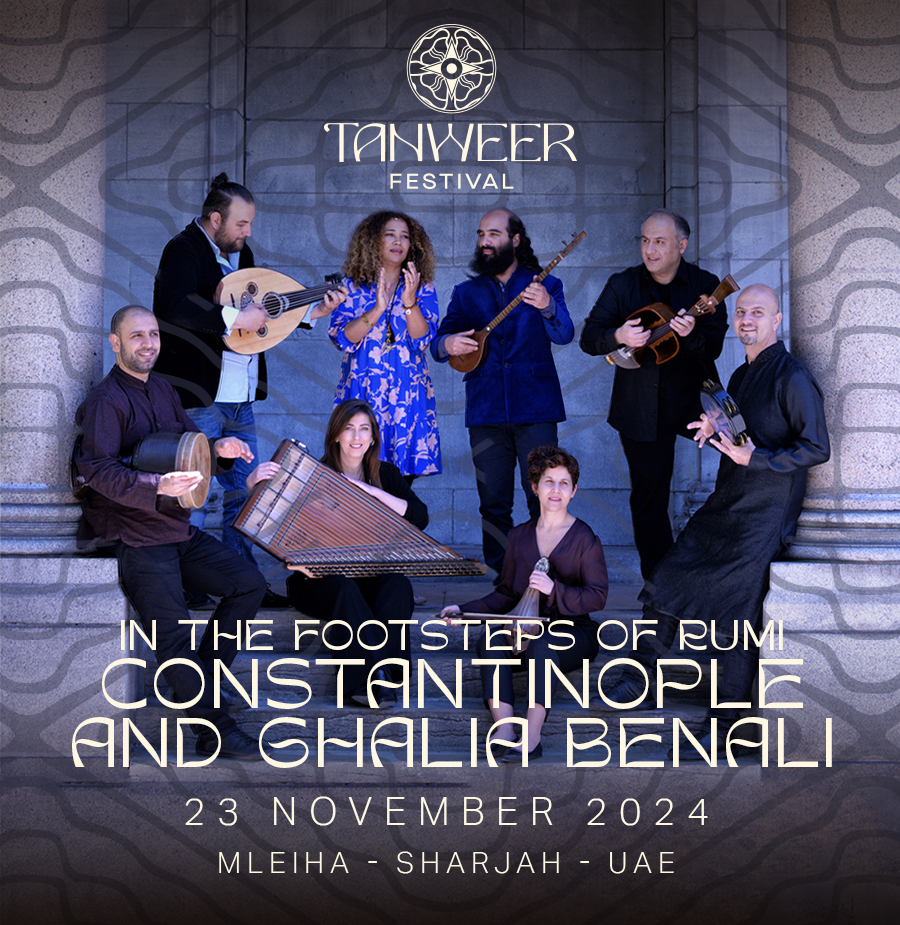 TANWEER
FESTIVAL
IN THE FOOTSTEPS OF RUMI
CONSTANTINOPLE
AND GHALIA BENALI
23 NOVEMBER 2024
MLEIHA - SHARJAH - UAE